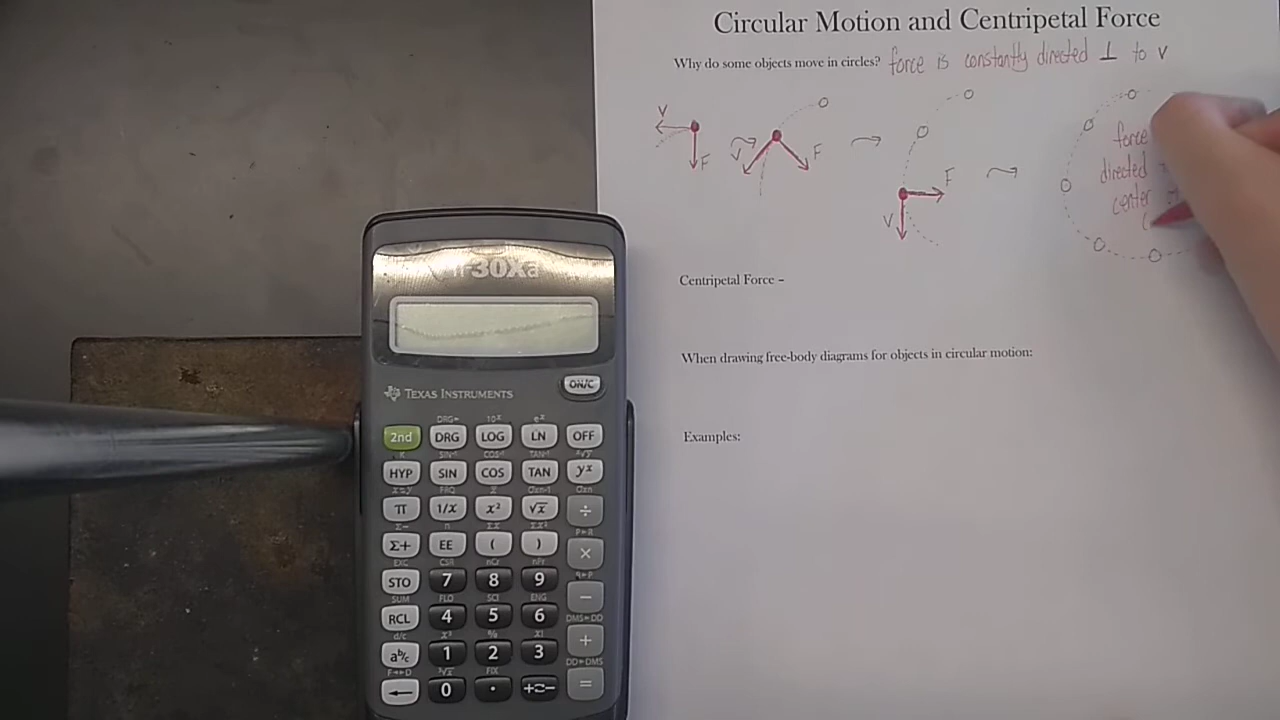 Circular Motion and Centripetal Force
Why do some objects move in circles? force is constantly directed ⊥ to v
V
F
V
F
V
F
force
directed
center
Centripetal Force –
When drawing free-body diagrams for objects in circular motion:
Examples:
30Xa
TEXAS INSTRUMENTS
ON/C
2nd DRG LOG LN OFF
HYP SIN COS TAN yˣ
π 1/x x² √x ÷
Σ+ EE ( ) ×
STO 7 8 9 −
RCL 4 5 6 +
a b/c 1 2 3
← 0 . +⇆− =